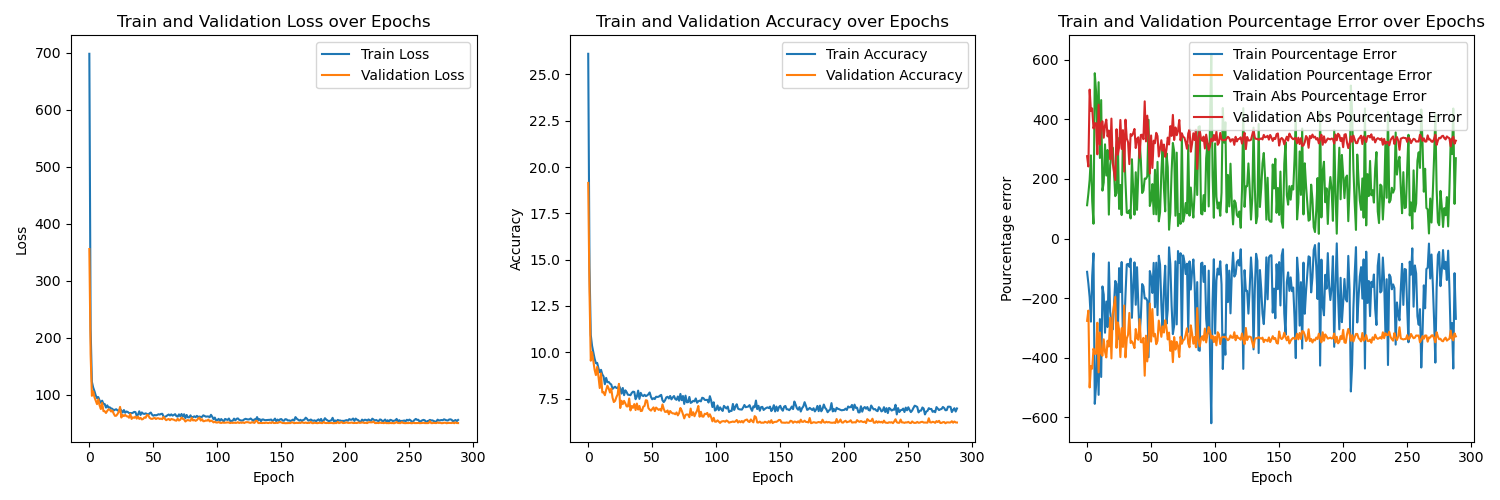 Train and Validation Loss over Epochs
Train Loss
Validation Loss
Loss
700
600
500
400
300
200
100
0 50 100 150 200 250 300
Epoch
Train and Validation Accuracy over Epochs
Train Accuracy
Validation Accuracy
Accuracy
25.0
22.5
20.0
17.5
15.0
12.5
10.0
7.5
0 50 100 150 200 250 300
Epoch
Train and Validation Pourcentage Error over Epochs
Train Pourcentage Error
Validation Pourcentage Error
Train Abs Pourcentage Error
Validation Abs Pourcentage Error
Pourcentage error
600
400
200
0
−200
−400
−600
0 50 100 150 200 250 300
Epoch